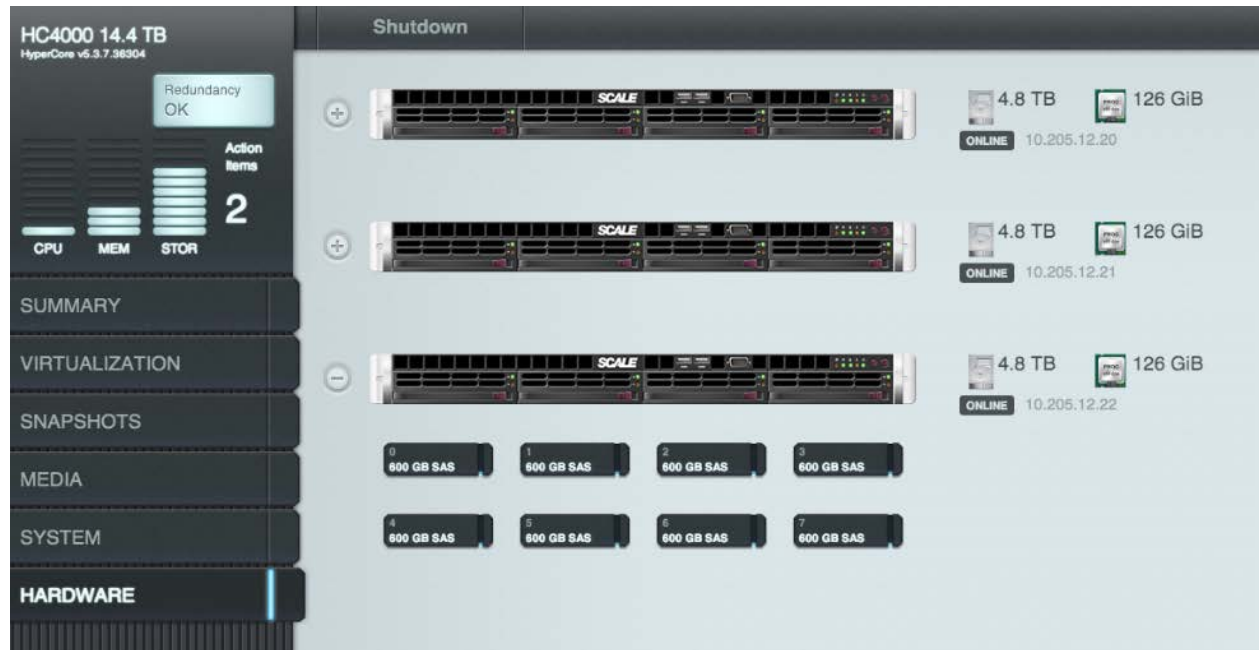 HC4000 14.4 TB
HyperCore v5.3.7.36304
Redundancy
OK
Action
Items
2
CPU MEM STOR
SUMMARY
VIRTUALIZATION
SNAPSHOTS
MEDIA
SYSTEM
HARDWARE
Shutdown
SCALE
4.8 TB 126 GiB
ONLINE 10.205.12.20
SCALE
4.8 TB 126 GiB
ONLINE 10.205.12.21
SCALE
4.8 TB 126 GiB
ONLINE 10.205.12.22
0 1 2 3
600 GB SAS 600 GB SAS 600 GB SAS 600 GB SAS
4 5 6 7
600 GB SAS 600 GB SAS 600 GB SAS 600 GB SAS